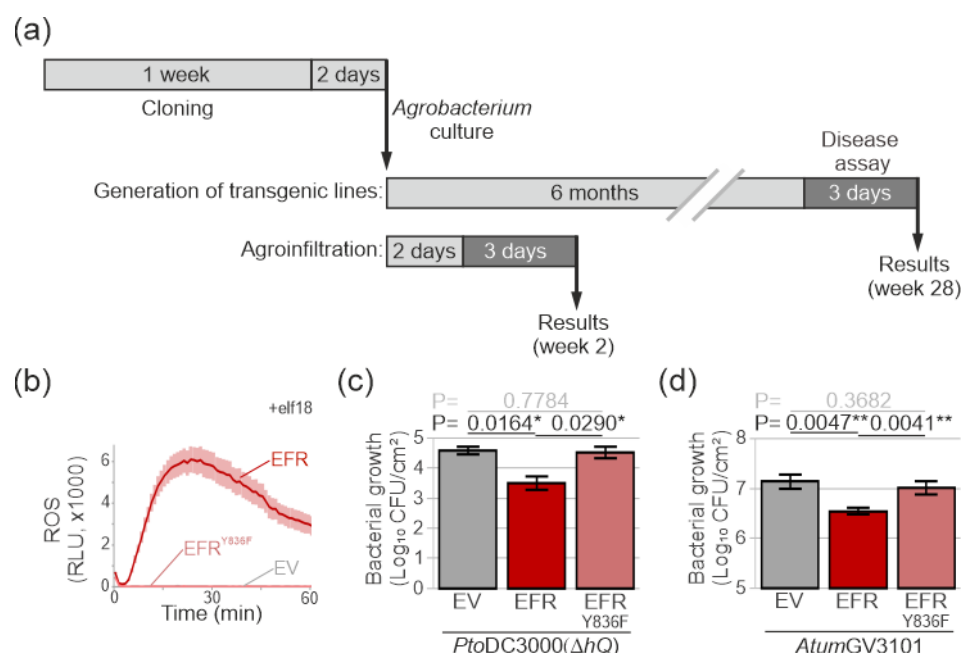 (a)
1 week 2 days
Cloning
Agrobacterium
culture
Disease
assay
Generation of transgenic lines: 6 months 3 days
Agroinfiltration: 2 days 3 days
Results
(week 28)
Results
(week 2)
(b)
+elf18
ROS
(RLU, x1000)
6
4
2
0
EFR
EFR Y836F
EV
0 30 60
Time (min)
(c)
P= 0.7784
P= 0.0164* 0.0290*
Bacterial growth
(Log₁₀ CFU/cm²)
5
4
3
2
1
0
EV EFR EFR
Y836F
PtoDC3000(ΔhQ)
(d)
P= 0.3682
P= 0.0047** 0.0041**
Bacterial growth
(Log₁₀ CFU/cm²)
8
7
6
5
EV EFR EFR
Y836F
AtumGV3101